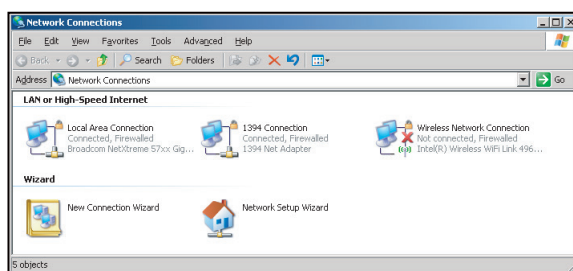 Network Connections
File Edit View Favorites Tools Advanced Help
Back Search Folders
Address Network Connections Go
LAN or High-Speed Internet
Local Area Connection
Connected, Firewalled
Broadcom NetXtreme 57xx Gig...
1394 Connection
Connected, Firewalled
1394 Net Adapter
Wireless Network Connection
Not connected, Firewalled
Intel(R) Wireless WiFi Link 496...
Wizard
New Connection Wizard
Network Setup Wizard
5 objects